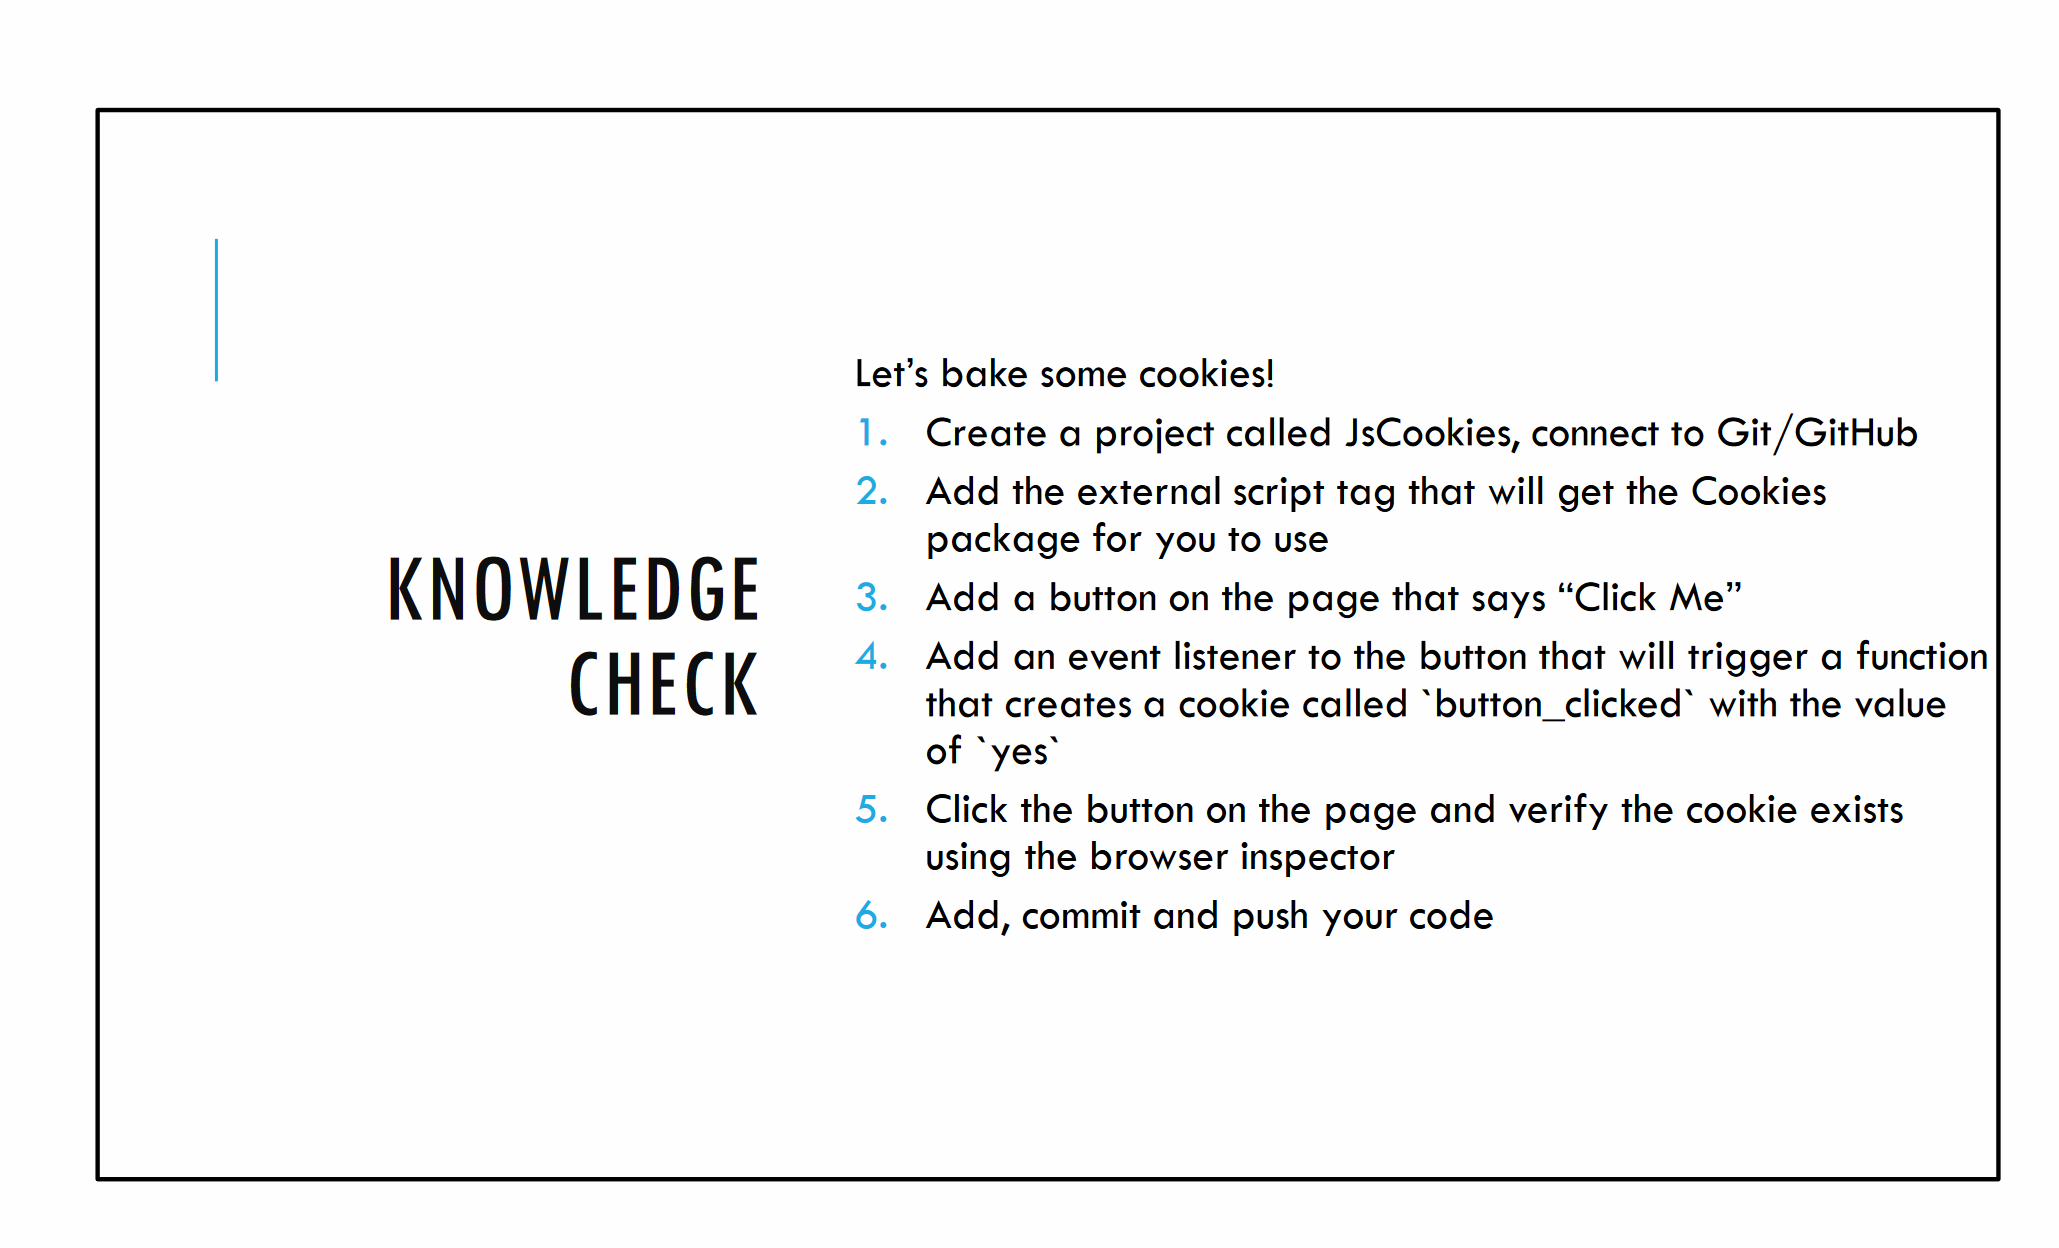 KNOWLEDGE
CHECK
Let’s bake some cookies!
1. Create a project called JsCookies, connect to Git/GitHub
2. Add the external script tag that will get the Cookies
package for you to use
3. Add a button on the page that says “Click Me”
4. Add an event listener to the button that will trigger a function
that creates a cookie called `button_clicked` with the value
of `yes`
5. Click the button on the page and verify the cookie exists
using the browser inspector
6. Add, commit and push your code